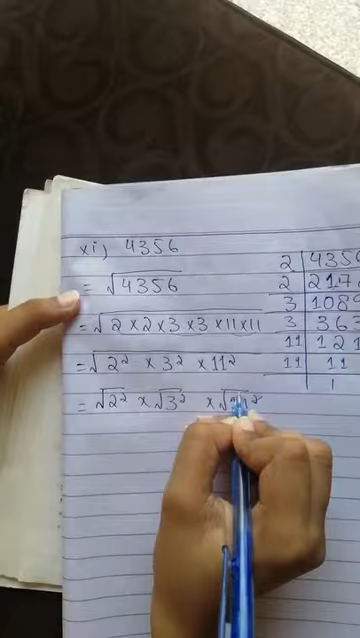 xi) 4356
2 | 4356
= √4356
2 | 2178
3 | 1089
= √2×2×3×3×11×11
3 | 363
11 | 121
= √2² × 3² × 11²
11 | 11
1
= √2² × √3² × √11²